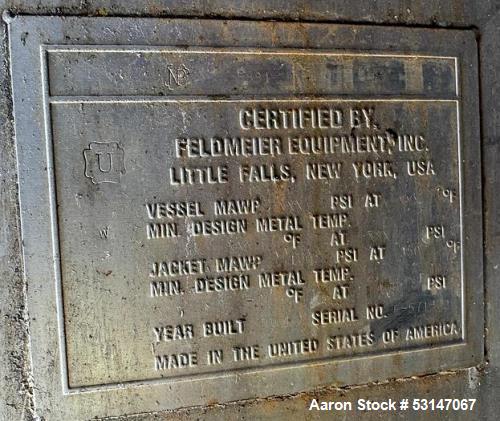 NB
U
CERTIFIED BY,
FELDMEIER EQUIPMENT, INC.
LITTLE FALLS, NEW YORK, USA
VESSEL MAWP PSI AT °F
W MIN. DESIGN METAL TEMP.
°F AT PSI
JACKET MAWP PSI AT °F
MIN. DESIGN METAL TEMP.
°F AT PSI
YEAR BUILT SERIAL NO.
MADE IN THE UNITED STATES OF AMERICA
Aaron Stock # 53147067